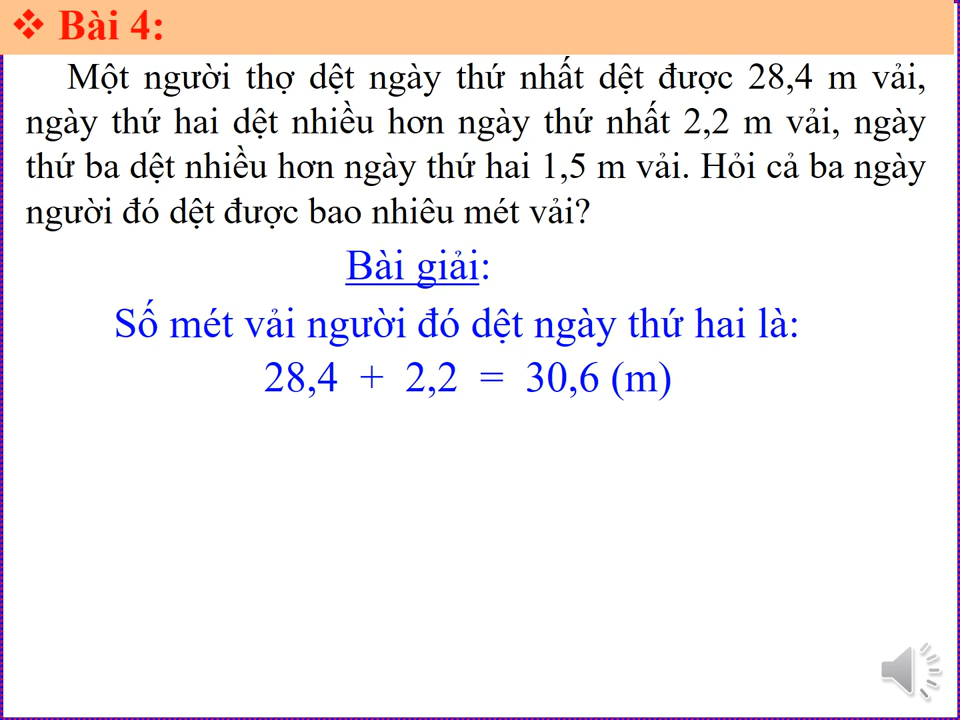 ❖ Bài 4:
Một người thợ dệt ngày thứ nhất dệt được 28,4 m vải,
ngày thứ hai dệt nhiều hơn ngày thứ nhất 2,2 m vải, ngày
thứ ba dệt nhiều hơn ngày thứ hai 1,5 m vải. Hỏi cả ba ngày
người đó dệt được bao nhiêu mét vải?
Bài giải:
Số mét vải người đó dệt ngày thứ hai là:
28,4 + 2,2 = 30,6 (m)